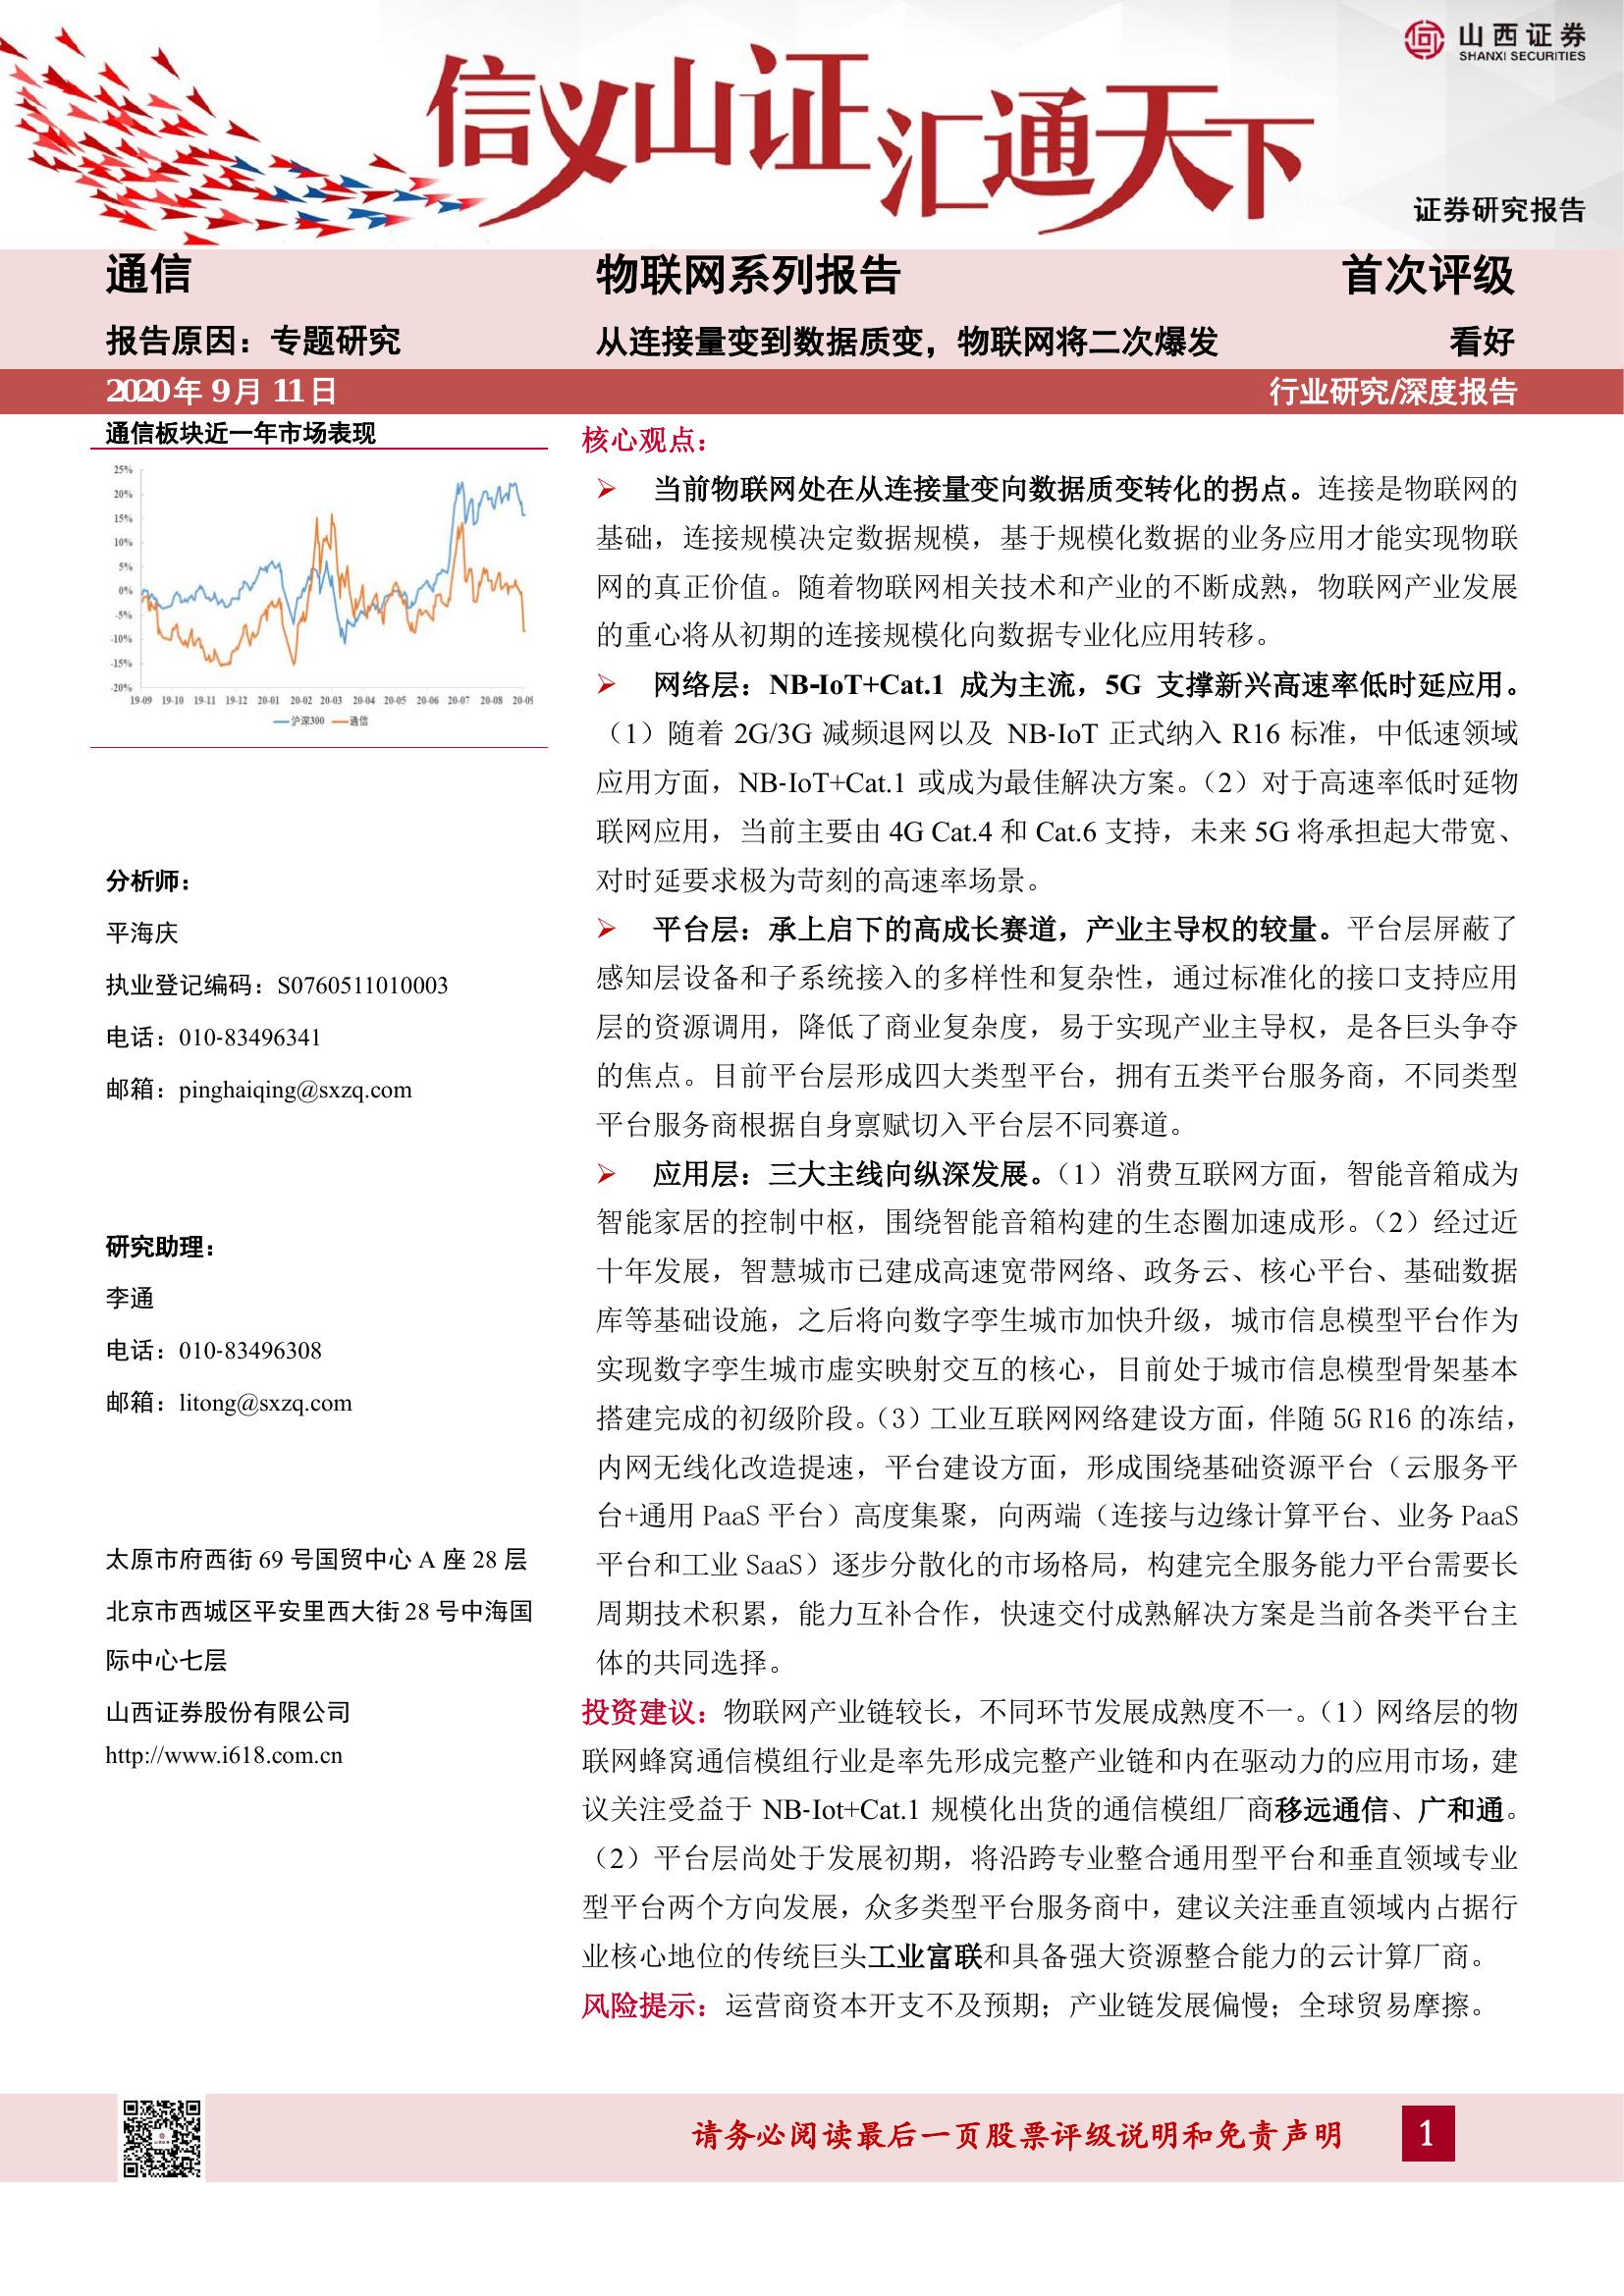 山西证券
SHANXI SECURITIES
信义山证 汇通天下
证券研究报告
通信
物联网系列报告
首次评级
报告原因：专题研究
从连接量变到数据质变，物联网将二次爆发
看好
2020年9月11日
行业研究/深度报告
通信板块近一年市场表现
25%
20%
15%
10%
5%
0%
-5%
-10%
-15%
-20%
19-09 19-10 19-11 19-12 20-01 20-02 20-03 20-04 20-05 20-06 20-07 20-08 20-09
沪深300 通信
分析师：
平海庆
执业登记编码：S0760511010003
电话：010-83496341
邮箱：pinghaiqing@sxzq.com
研究助理：
李通
电话：010-83496308
邮箱：litong@sxzq.com
太原市府西街 69 号国贸中心 A 座 28 层
北京市西城区平安里西大街 28 号中海国
际中心七层
山西证券股份有限公司
http://www.i618.com.cn
核心观点：
当前物联网处在从连接量变向数据质变转化的拐点。连接是物联网的
基础，连接规模决定数据规模，基于规模化数据的业务应用才能实现物联
网的真正价值。随着物联网相关技术和产业的不断成熟，物联网产业发展
的重心将从初期的连接规模化向数据专业化应用转移。
网络层：NB-IoT+Cat.1 成为主流，5G 支撑新兴高速率低时延应用。
（1）随着 2G/3G 减频退网以及 NB-IoT 正式纳入 R16 标准，中低速领域
应用方面，NB-IoT+Cat.1 或成为最佳解决方案。（2）对于高速率低时延物
联网应用，当前主要由 4G Cat.4 和 Cat.6 支持，未来 5G 将承担起大带宽、
对时延要求极为苛刻的高速率场景。
平台层：承上启下的高成长赛道，产业主导权的较量。平台层屏蔽了
感知层设备和子系统接入的多样性和复杂性，通过标准化的接口支持应用
层的资源调用，降低了商业复杂度，易于实现产业主导权，是各巨头争夺
的焦点。目前平台层形成四大类型平台，拥有五类平台服务商，不同类型
平台服务商根据自身禀赋切入平台层不同赛道。
应用层：三大主线向纵深发展。（1）消费互联网方面，智能音箱成为
智能家居的控制中枢，围绕智能音箱构建的生态圈加速成形。（2）经过近
十年发展，智慧城市已建成高速宽带网络、政务云、核心平台、基础数据
库等基础设施，之后将向数字孪生城市加快升级，城市信息模型平台作为
实现数字孪生城市虚实映射交互的核心，目前处于城市信息模型骨架基本
搭建完成的初级阶段。（3）工业互联网网络建设方面，伴随 5G R16 的冻结，
内网无线化改造提速，平台建设方面，形成围绕基础资源平台（云服务平
台+通用 PaaS 平台）高度集聚，向两端（连接与边缘计算平台、业务 PaaS
平台和工业 SaaS）逐步分散化的市场格局，构建完全服务能力平台需要长
周期技术积累，能力互补合作，快速交付成熟解决方案是当前各类平台主
体的共同选择。
投资建议：物联网产业链较长，不同环节发展成熟度不一。（1）网络层的物
联网蜂窝通信模组行业是率先形成完整产业链和内在驱动力的应用市场，建
议关注受益于 NB-Iot+Cat.1 规模化出货的通信模组厂商移远通信、广和通。
（2）平台层尚处于发展初期，将沿跨专业整合通用型平台和垂直领域专业
型平台两个方向发展，众多类型平台服务商中，建议关注垂直领域内占据行
业核心地位的传统巨头工业富联和具备强大资源整合能力的云计算厂商。
风险提示：运营商资本开支不及预期；产业链发展偏慢；全球贸易摩擦。
请务必阅读最后一页股票评级说明和免责声明
1